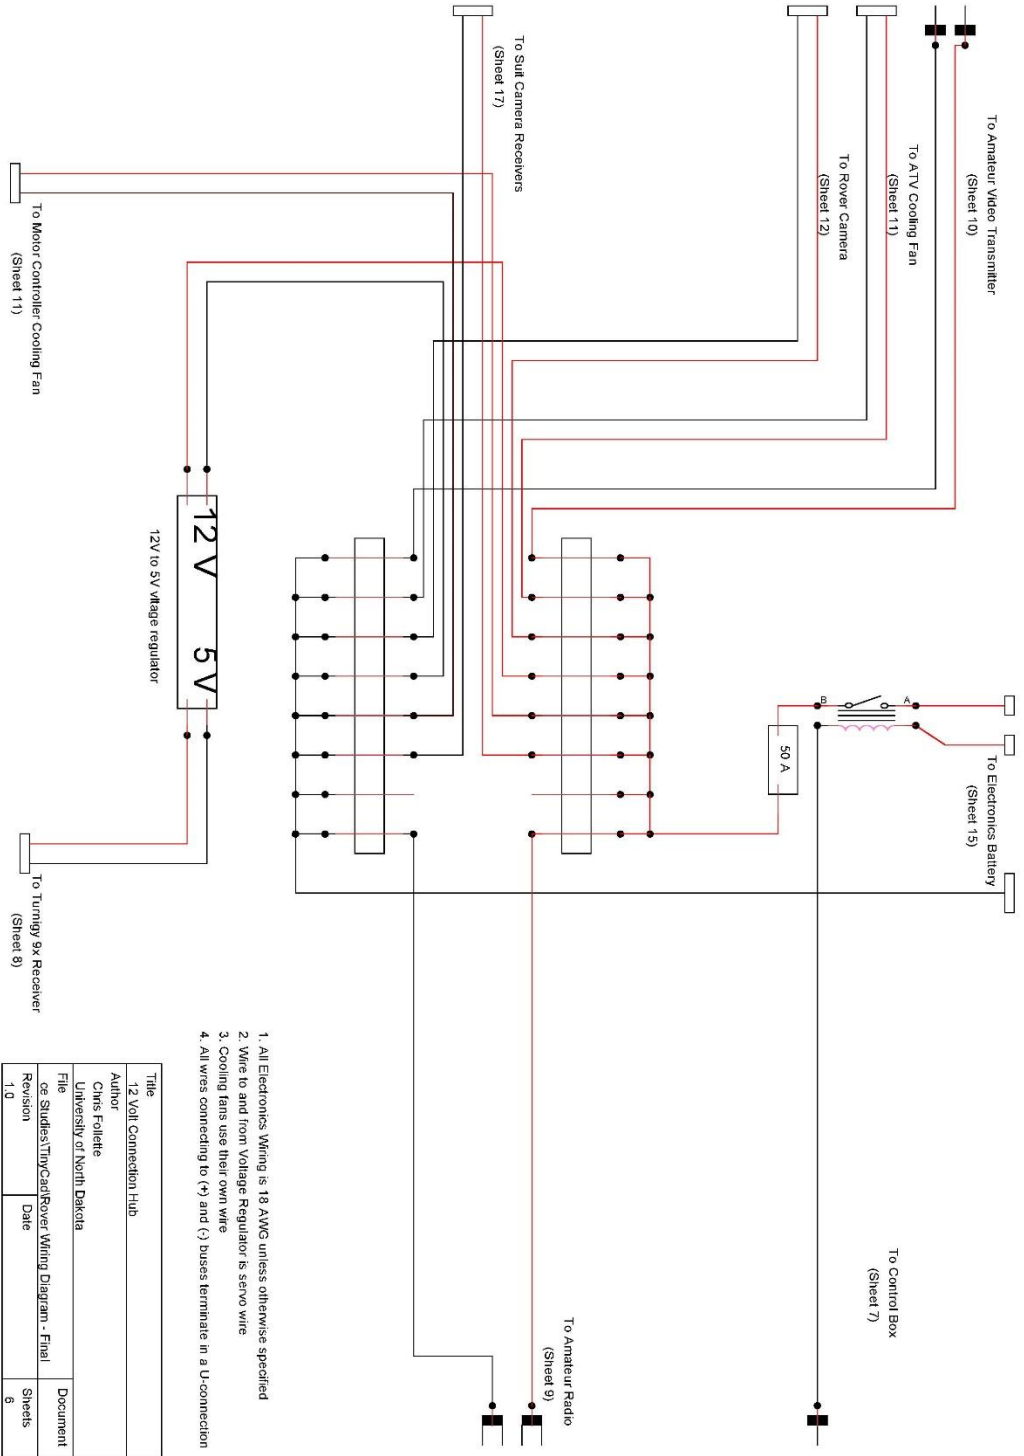 To Amateur Video Transmitter
(Sheet 10)
To ATV Cooling Fan
(Sheet 11)
To Rover Camera
(Sheet 12)
To Suit Camera Receivers
(Sheet 17)
To Motor Controller Cooling Fan
(Sheet 11)
12 V 5 V
12V to 5V vltage regulator
B
A
50 A
To Electronics Battery
(Sheet 15)
To Turnigy 9x Receiver
(Sheet 8)
To Control Box
(Sheet 7)
To Amateur Radio
(Sheet 9)
1. All Electronics Wiring is 18 AWG unless otherwise specified
2. Wire to and from Voltage Regulator is servo wire
3. Cooling fans use their own wire
4. All wres connecting to (+) and (-) buses terminate in a U-connection
Title
12 Volt Connection Hub
Author
Chris Follette
University of North Dakota
File Document
ce Studies\TinyCad\Rover Wiring Diagram - Final
Revision Date Sheets
1.0 6